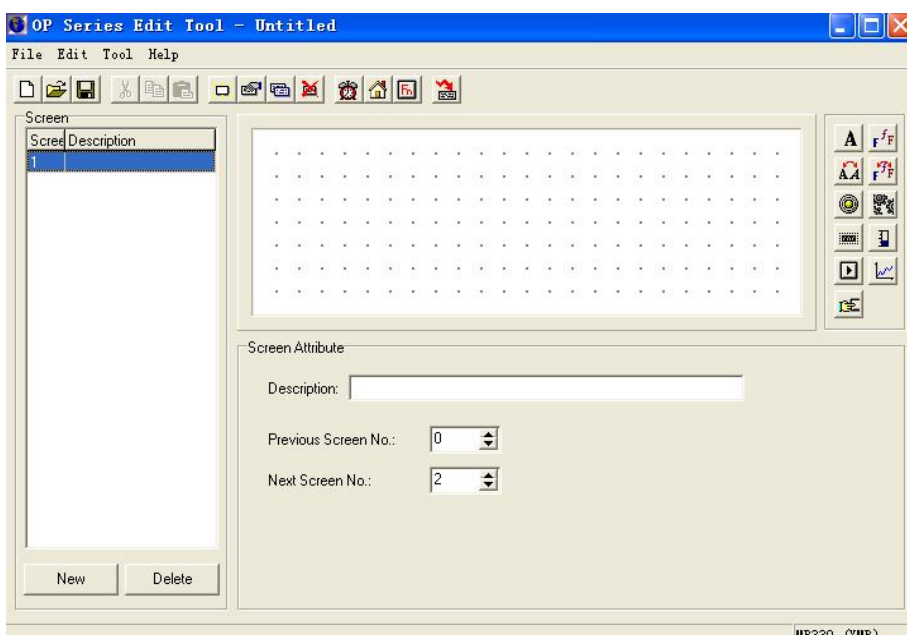 OP Series Edit Tool - Untitled
File Edit Tool Help
Fn
Screen
Scree Description
1
A F f F
A A F F
Screen Attribute
Description:
Previous Screen No.: 0
Next Screen No.: 2
New Delete